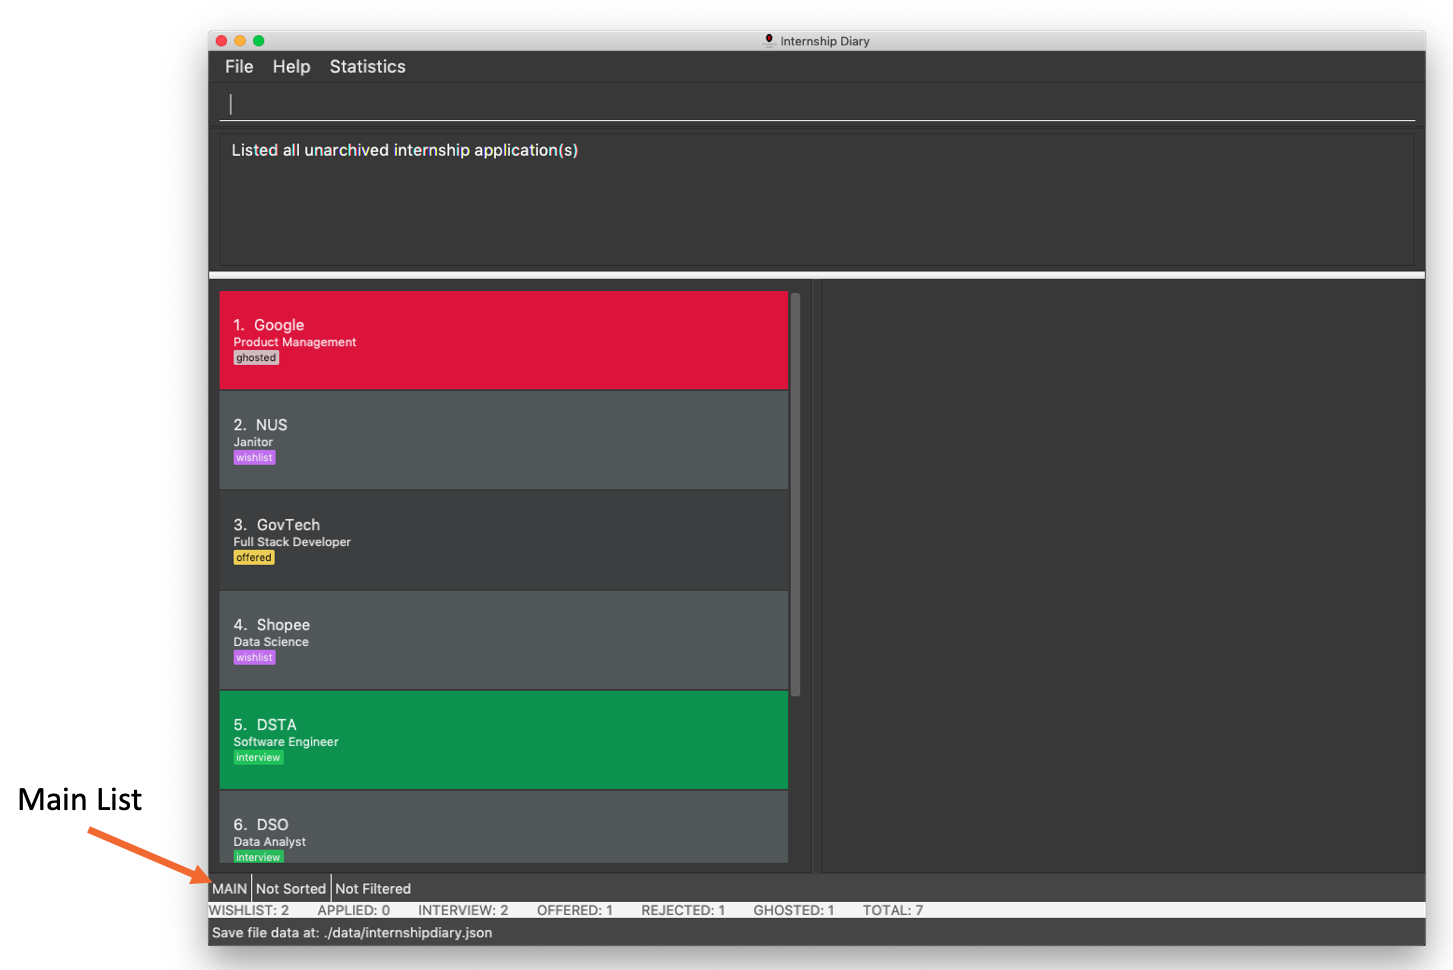 Internship Diary
File Help Statistics
Listed all unarchived internship application(s)
1. Google
Product Management
ghosted
2. NUS
Janitor
wishlist
3. GovTech
Full Stack Developer
offered
4. Shopee
Data Science
wishlist
5. DSTA
Software Engineer
interview
6. DSO
Data Analyst
interview
Main List
MAIN Not Sorted Not Filtered
WISHLIST: 2 APPLIED: 0 INTERVIEW: 2 OFFERED: 1 REJECTED: 1 GHOSTED: 1 TOTAL: 7
Save file data at: ./data/internshipdiary.json